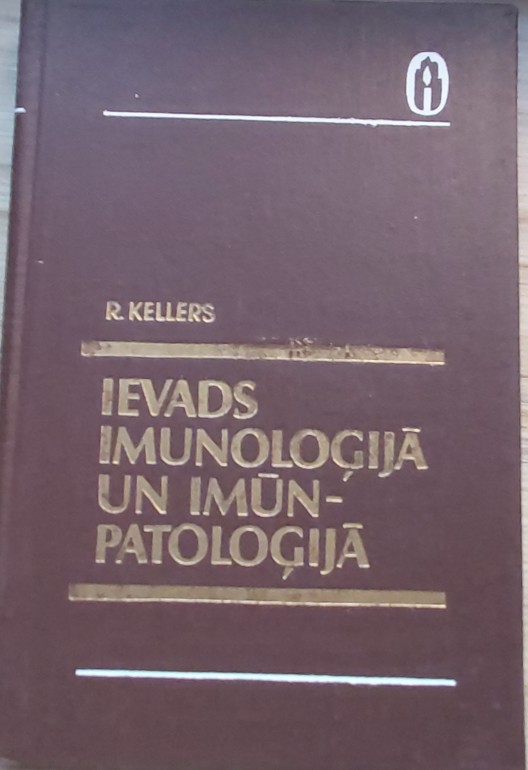 R. KELLERS
IEVADS
IMUNOLOĢIJĀ
UN IMŪN-
PATOLOĢIJĀ